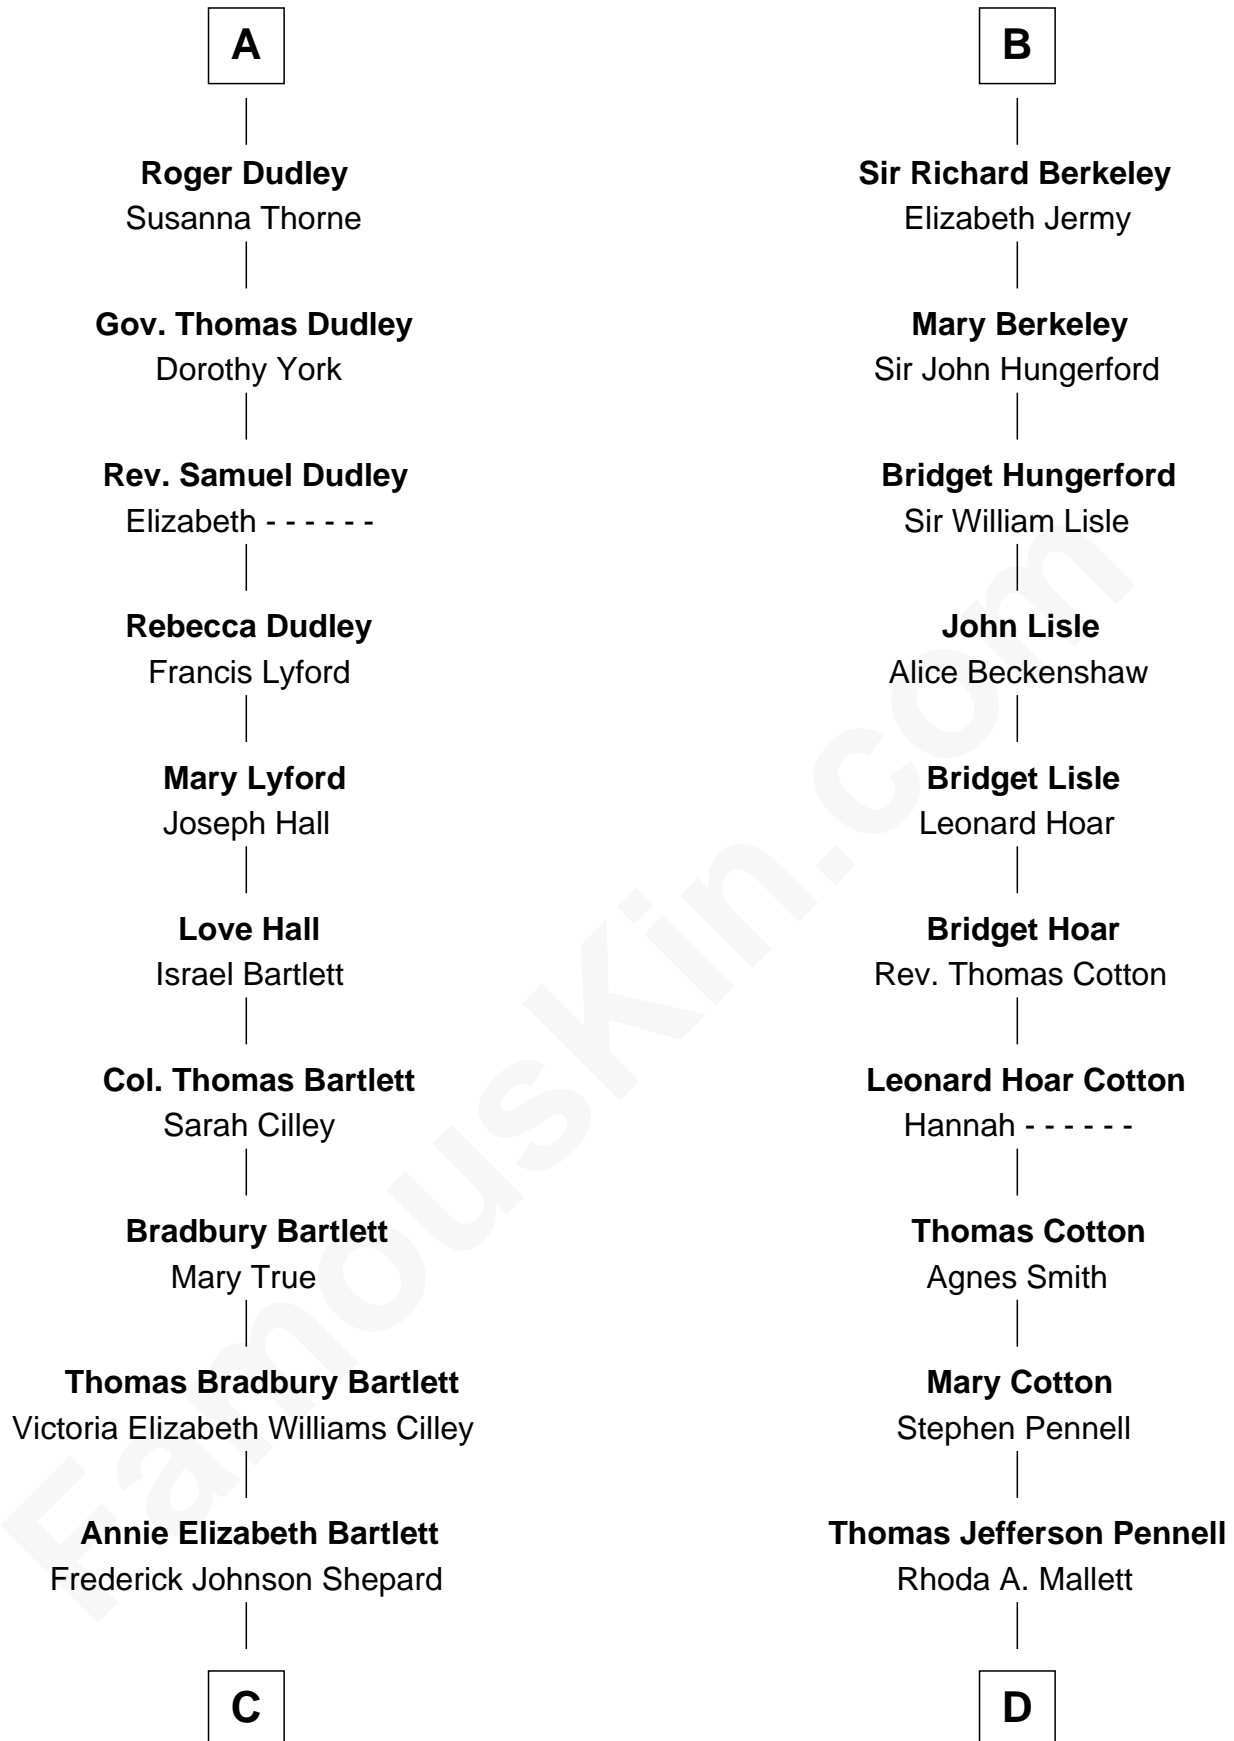 A
Roger Dudley
Susanna Thorne
Gov. Thomas Dudley
Dorothy York
Rev. Samuel Dudley
Elizabeth - - - - - -
Rebecca Dudley
Francis Lyford
Mary Lyford
Joseph Hall
Love Hall
Israel Bartlett
Col. Thomas Bartlett
Sarah Cilley
Bradbury Bartlett
Mary True
Thomas Bradbury Bartlett
Victoria Elizabeth Williams Cilley
Annie Elizabeth Bartlett
Frederick Johnson Shepard
C
B
Sir Richard Berkeley
Elizabeth Jermy
Mary Berkeley
Sir John Hungerford
Bridget Hungerford
Sir William Lisle
John Lisle
Alice Beckenshaw
Bridget Lisle
Leonard Hoar
Bridget Hoar
Rev. Thomas Cotton
Leonard Hoar Cotton
Hannah - - - - - -
Thomas Cotton
Agnes Smith
Mary Cotton
Stephen Pennell
Thomas Jefferson Pennell
Rhoda A. Mallett
D
FamousKin.com